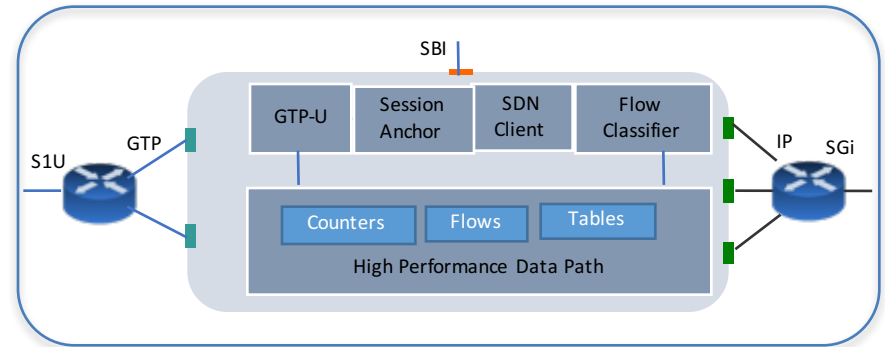 SBI
GTP-U
Session
Anchor
SDN
Client
Flow
Classifier
S1U
GTP
IP
SGi
Counters
Flows
Tables
High Performance Data Path